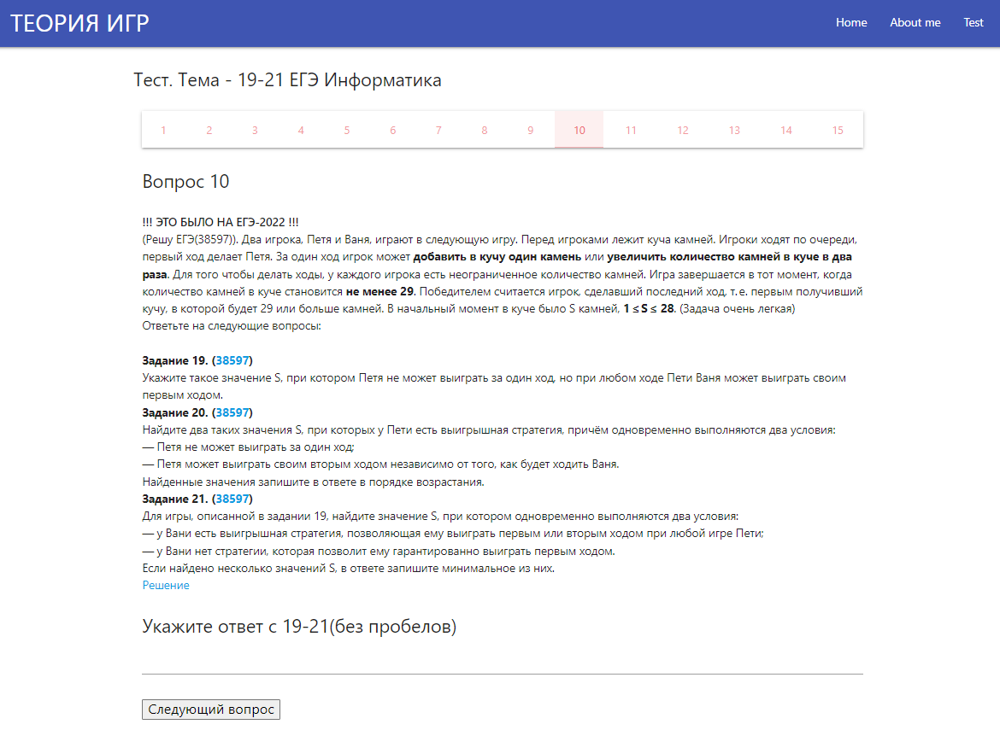 ТЕОРИЯ ИГР
Home About me Test
Тест. Тема - 19-21 ЕГЭ Информатика
1 2 3 4 5 6 7 8 9 10 11 12 13 14 15
Вопрос 10
!!! ЭТО БЫЛО НА ЕГЭ-2022 !!!
(Решу ЕГЭ(38597)). Два игрока, Петя и Ваня, играют в следующую игру. Перед игроками лежит куча камней. Игроки ходят по очереди,
первый ход делает Петя. За один ход игрок может добавить в кучу один камень или увеличить количество камней в куче в два
раза. Для того чтобы делать ходы, у каждого игрока есть неограниченное количество камней. Игра завершается в тот момент, когда
количество камней в куче становится не менее 29. Победителем считается игрок, сделавший последний ход, т. е. первым получивший
кучу, в которой будет 29 или больше камней. В начальный момент в куче было S камней, 1 ≤ S ≤ 28. (Задача очень легкая)
Ответьте на следующие вопросы:
Задание 19. (38597)
Укажите такое значение S, при котором Петя не может выиграть за один ход, но при любом ходе Пети Ваня может выиграть своим
первым ходом.
Задание 20. (38597)
Найдите два таких значения S, при которых у Пети есть выигрышная стратегия, причём одновременно выполняются два условия:
— Петя не может выиграть за один ход;
— Петя может выиграть своим вторым ходом независимо от того, как будет ходить Ваня.
Найденные значения запишите в ответе в порядке возрастания.
Задание 21. (38597)
Для игры, описанной в задании 19, найдите значение S, при котором одновременно выполняются два условия:
— у Вани есть выигрышная стратегия, позволяющая ему выиграть первым или вторым ходом при любой игре Пети;
— у Вани нет стратегии, которая позволит ему гарантированно выиграть первым ходом.
Если найдено несколько значений S, в ответе запишите минимальное из них.
Решение
Укажите ответ с 19-21(без пробелов)
Следующий вопрос